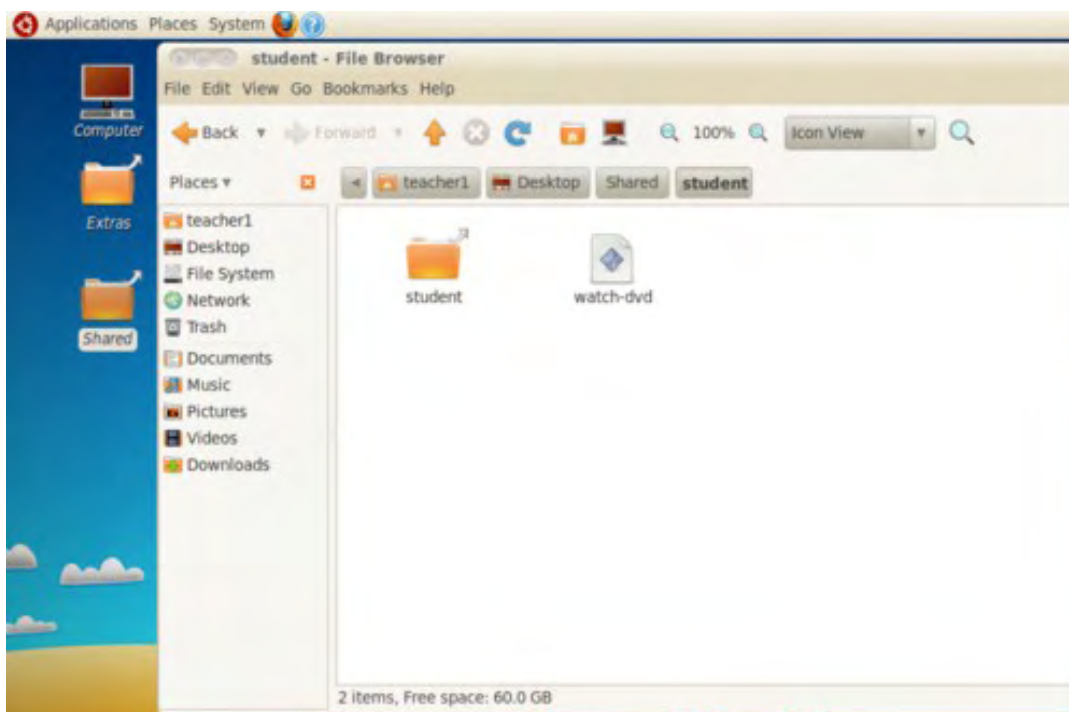 Applications Places System
student - File Browser
File Edit View Go Bookmarks Help
Computer
Back Forward 100% Icon View
Places teacher1 Desktop Shared student
Extras
teacher1
Desktop
File System
Network
Trash
Documents
Music
Pictures
Videos
Downloads
Shared
student watch-dvd
2 items, Free space: 60.0 GB